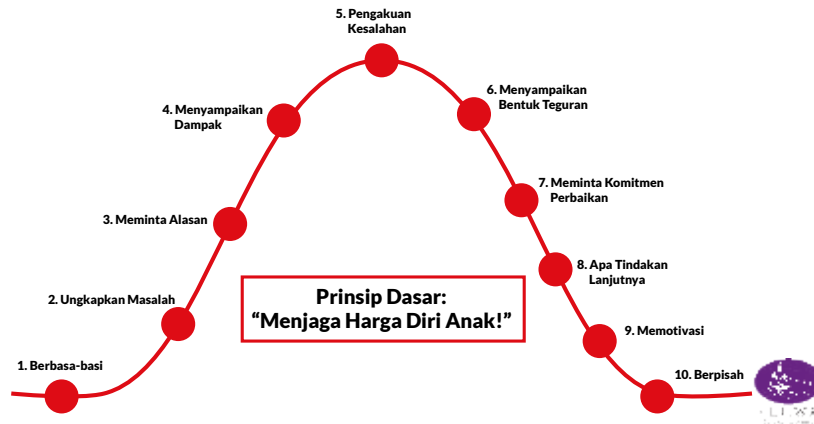 5. Pengakuan
Kesalahan
4. Menyampaikan
Dampak
6. Menyampaikan
Bentuk Teguran
7. Meminta Komitmen
Perbaikan
3. Meminta Alasan
8. Apa Tindakan
Lanjutnya
2. Ungkapkan Masalah
Prinsip Dasar:
“Menjaga Harga Diri Anak!”
9. Memotivasi
1. Berbasa-basi
10. Berpisah